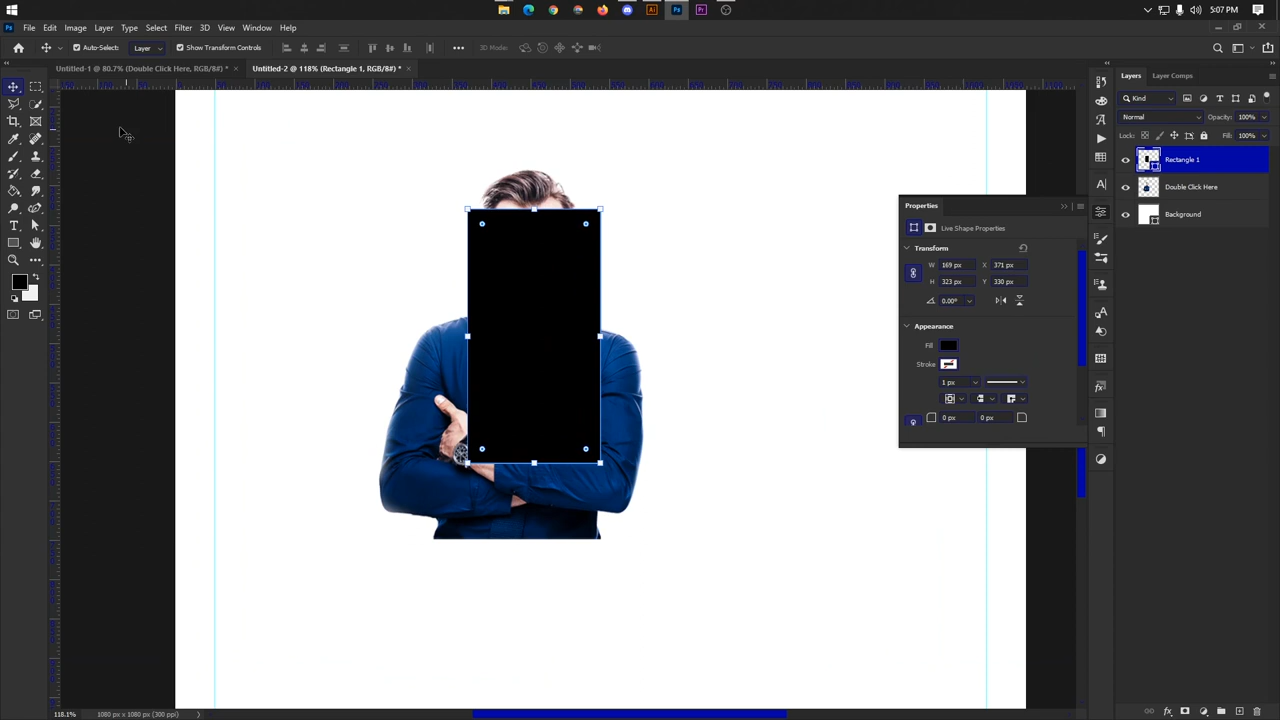 5:07 PM
File Edit Image Layer Type Select Filter 3D View Window Help
Auto-Select: Layer Show Transform Controls 3D Mode:
Untitled-1 @ 80.7% (Double Click Here, RGB/8#) * Untitled-2 @ 118% (Rectangle 1, RGB/8#) *
Layers Layer Comps
Kind
Normal Opacity: 100%
Lock: Fill: 100%
Rectangle 1
Double Click Here
Background
Properties
Live Shape Properties
Transform
W 169 px X 371 px
H 323 px Y 330 px
0.00°
Appearance
Fill
Stroke
1 px
0 px 0 px
118.1% 1080 px x 1080 px (300 ppi)